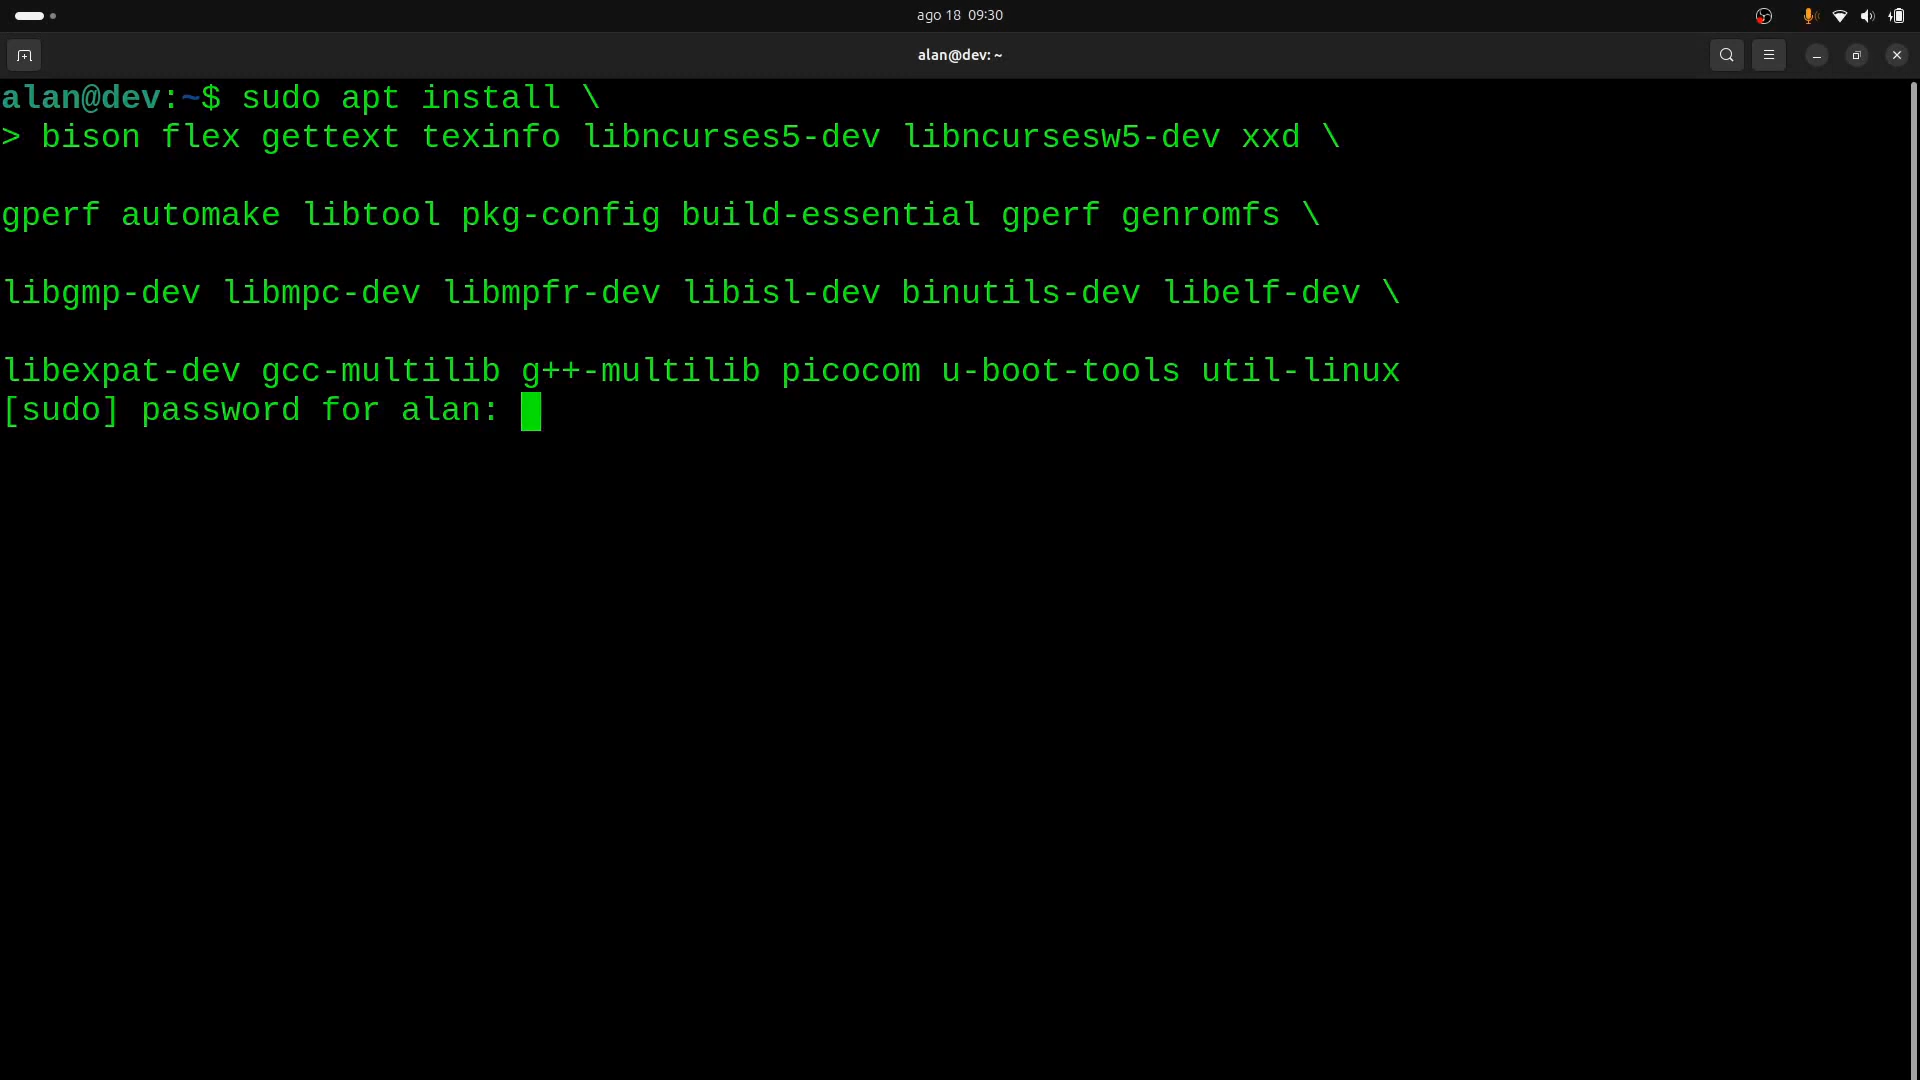 ago 18 09:30
alan@dev: ~
alan@dev:~$ sudo apt install \
> bison flex gettext texinfo libncurses5-dev libncursesw5-dev xxd \
gperf automake libtool pkg-config build-essential gperf genromfs \
libgmp-dev libmpc-dev libmpfr-dev libisl-dev binutils-dev libelf-dev \
libexpat-dev gcc-multilib g++-multilib picocom u-boot-tools util-linux
[sudo] password for alan: